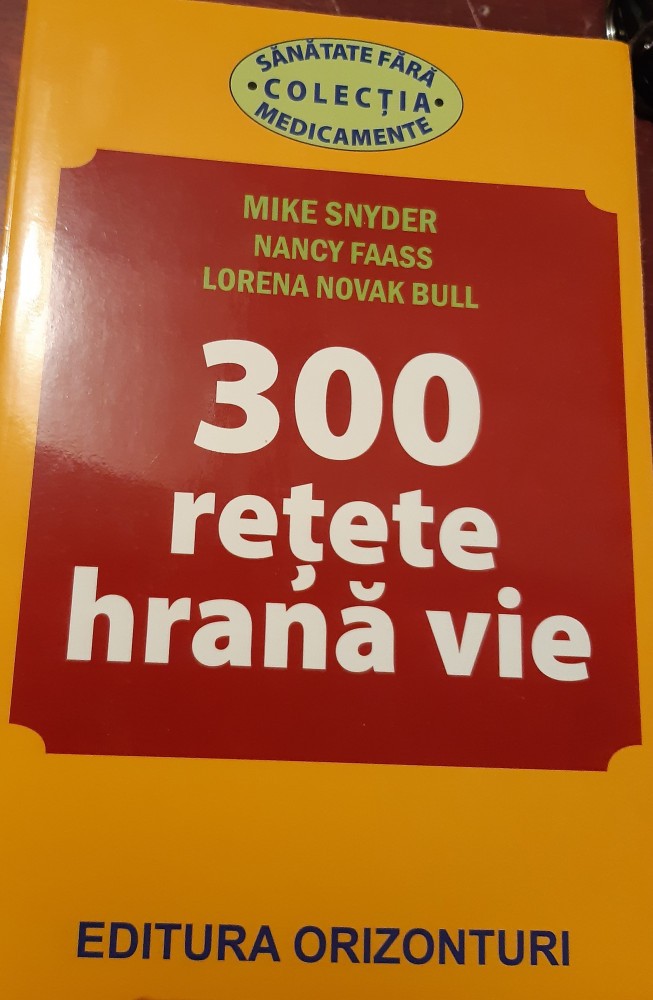 SĂNĂTATE FĂRĂ
• COLECȚIA •
MEDICAMENTE
MIKE SNYDER
NANCY FAASS
LORENA NOVAK BULL
300
rețete
hrană vie
EDITURA ORIZONTURI